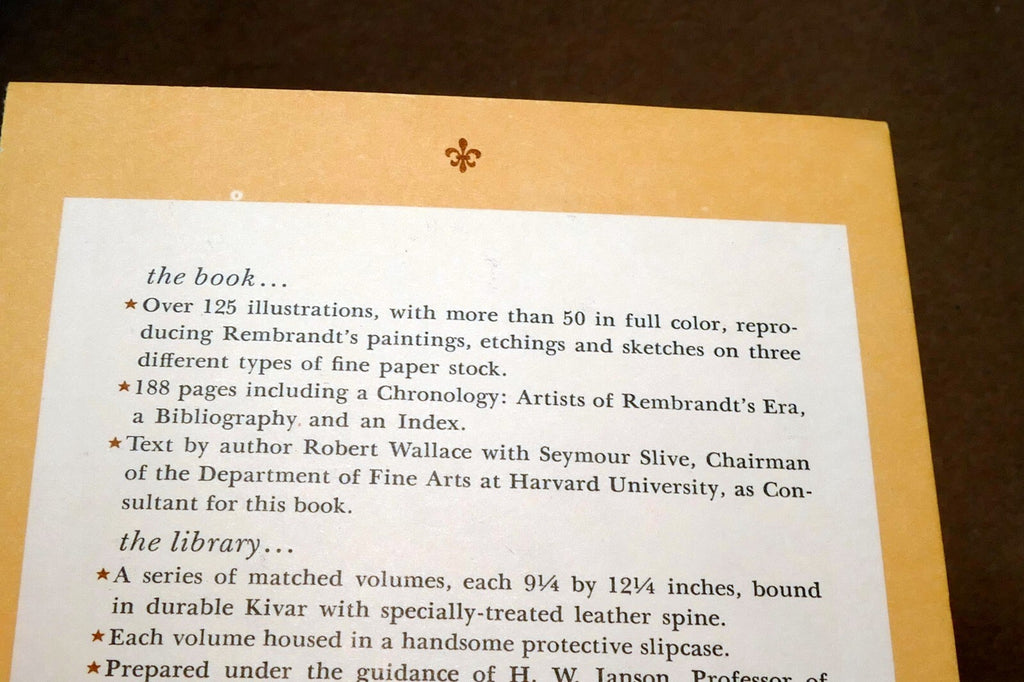 the book...
★Over 125 illustrations, with more than 50 in full color, repro-
ducing Rembrandt's paintings, etchings and sketches on three
different types of fine paper stock.
★188 pages including a Chronology: Artists of Rembrandt's Era,
a Bibliography and an Index.
★Text by author Robert Wallace with Seymour Slive, Chairman
of the Department of Fine Arts at Harvard University, as Con-
sultant for this book.
the library...
★A series of matched volumes, each 9¼ by 12¼ inches, bound
in durable Kivar with specially-treated leather spine.
★Each volume housed in a handsome protective slipcase.
★Prepared under the guidance of H. W. Janson, Professor of